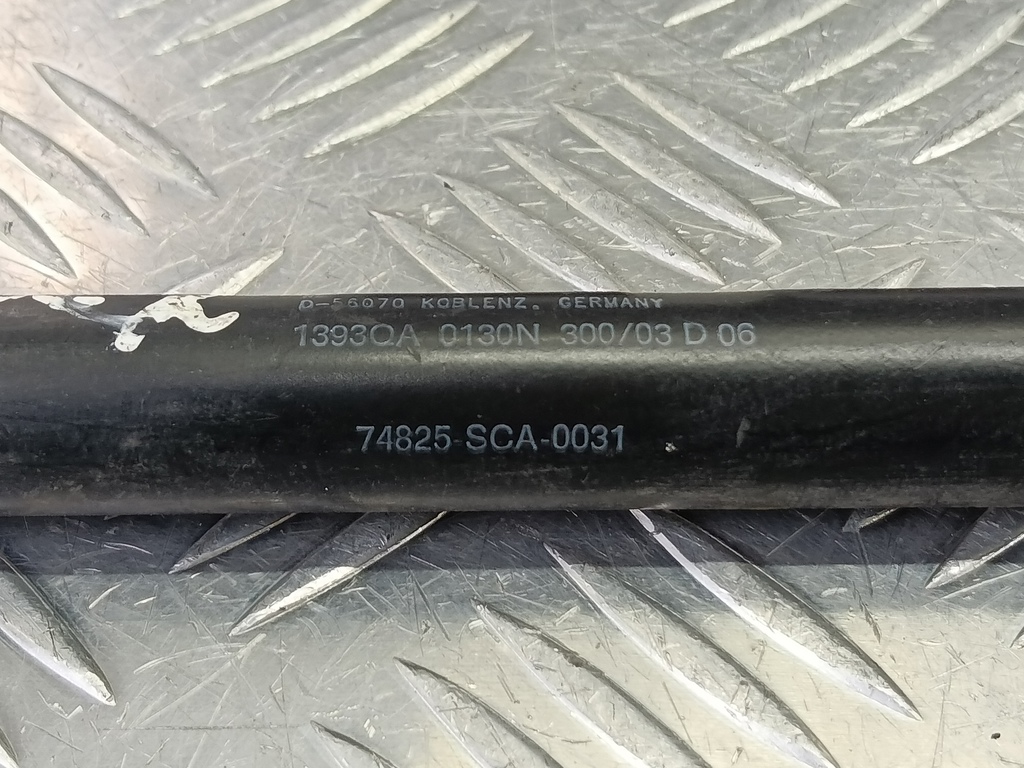 D-56070 KOBLENZ, GERMANY
1393QA 0130N 300/03 D 06
74825-SCA-0031